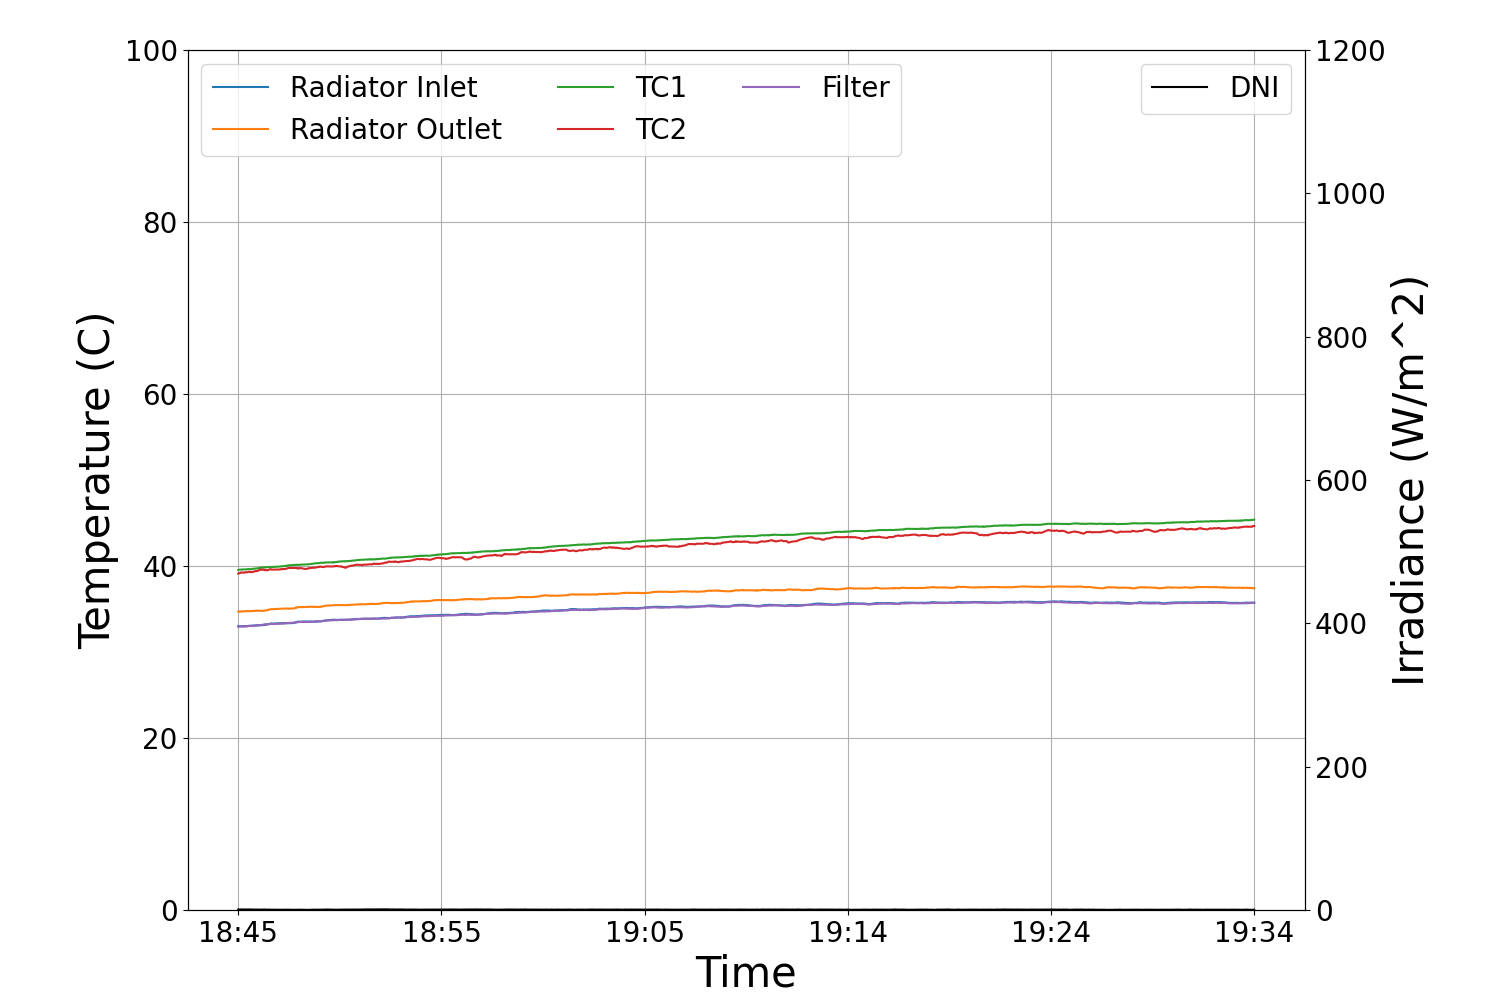 100
80
60
40
20
0
Temperature (C)
Radiator Inlet
Radiator Outlet
TC1
TC2
Filter
DNI
1200
1000
800
600
400
200
0
Irradiance (W/m^2)
18:45 18:55 19:05 19:14 19:24 19:34
Time